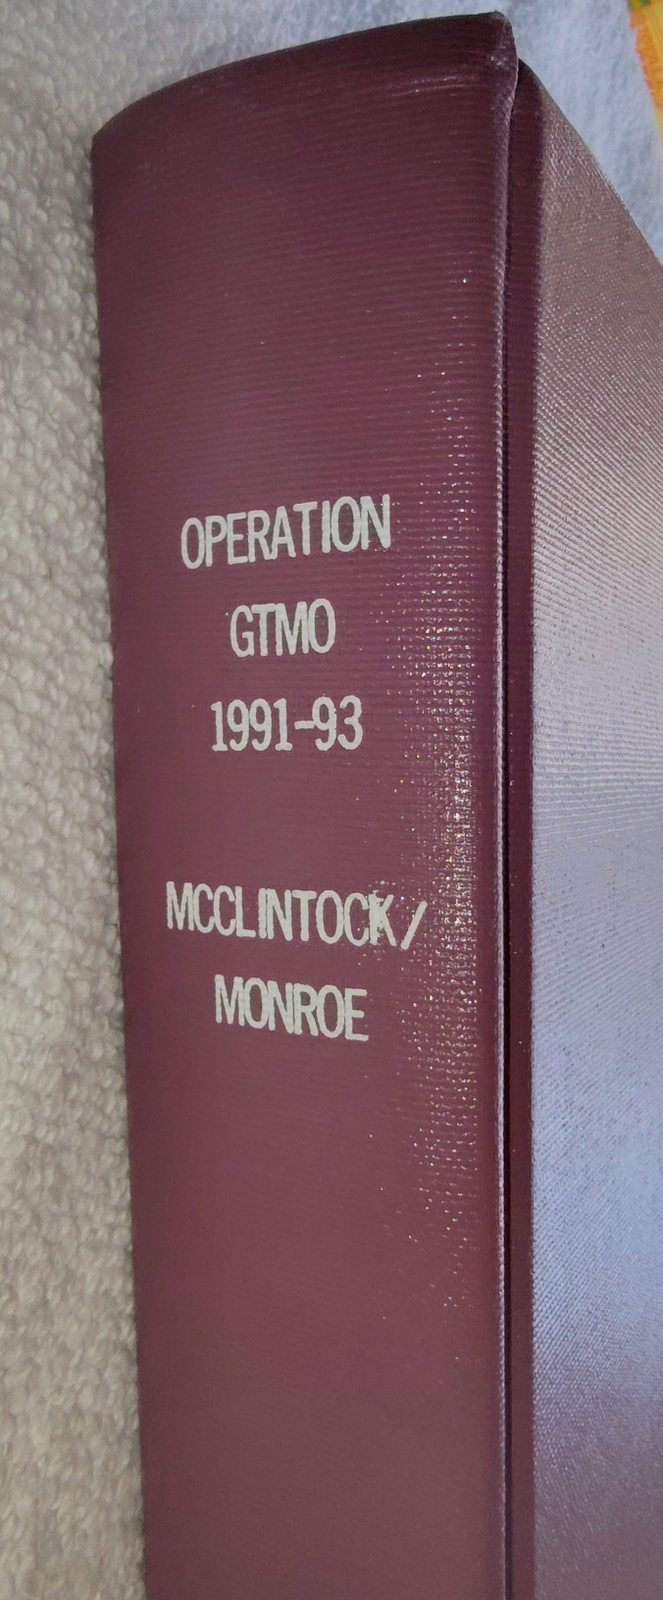 OPERATION
GTMO
1991-93
MCCLINTOCK/
MONROE